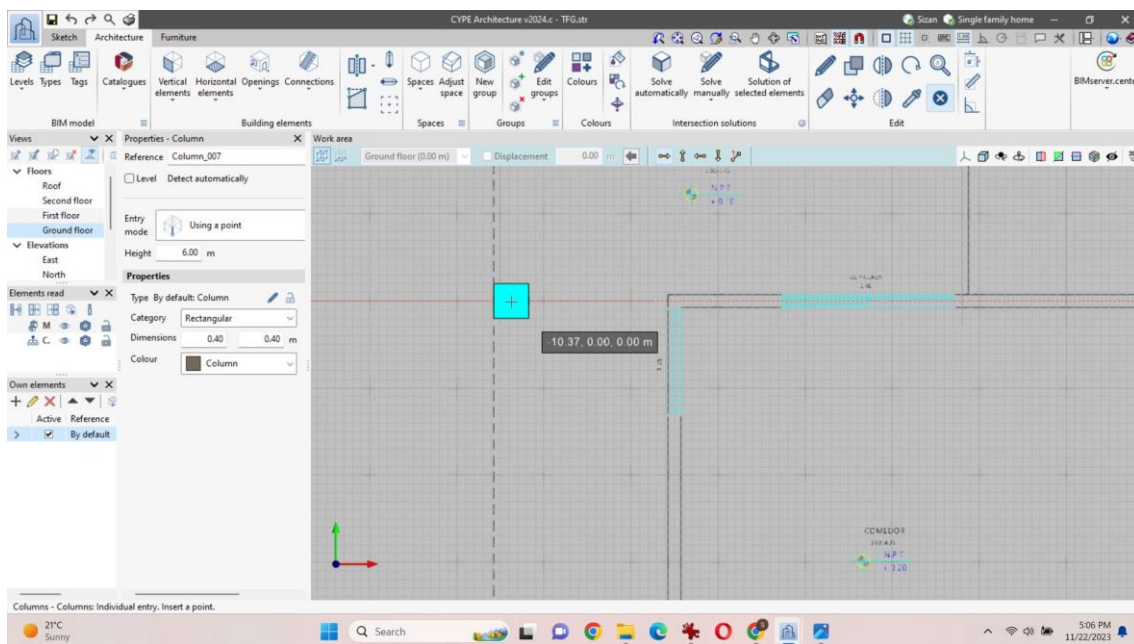 CYPE Architecture v2024.c - TFG.str
Sizan
Single family home
Sketch
Architecture
Furniture
Levels
Types
Tags
Catalogues
Vertical elements
Horizontal elements
Openings
Connections
Spaces
Adjust space
New group
Edit groups
Colours
Solve automatically
Solve manually
Solution of selected elements
BIMserver.cente
BIM model
Building elements
Spaces
Groups
Colours
Intersection solutions
Edit
Views
Floors
Roof
Second floor
First floor
Ground floor
Elevations
East
North
Elements read
M
C.
Own elements
Active Reference
By default
Properties - Column
Reference Column_007
Level Detect automatically
Entry mode Using a point
Height 6.00 m
Properties
Type By default: Column
Category Rectangular
Dimensions 0.40 0.40 m
Colour Column
Work area
Ground floor (0.00 m)
Displacement 0.00 m
N.P.T
-10.37, 0.00, 0.00 m
COMEDOR
N.P.T
Columns - Columns: Individual entry. Insert a point.
21°C
Sunny
Search
5:06 PM
11/22/2023